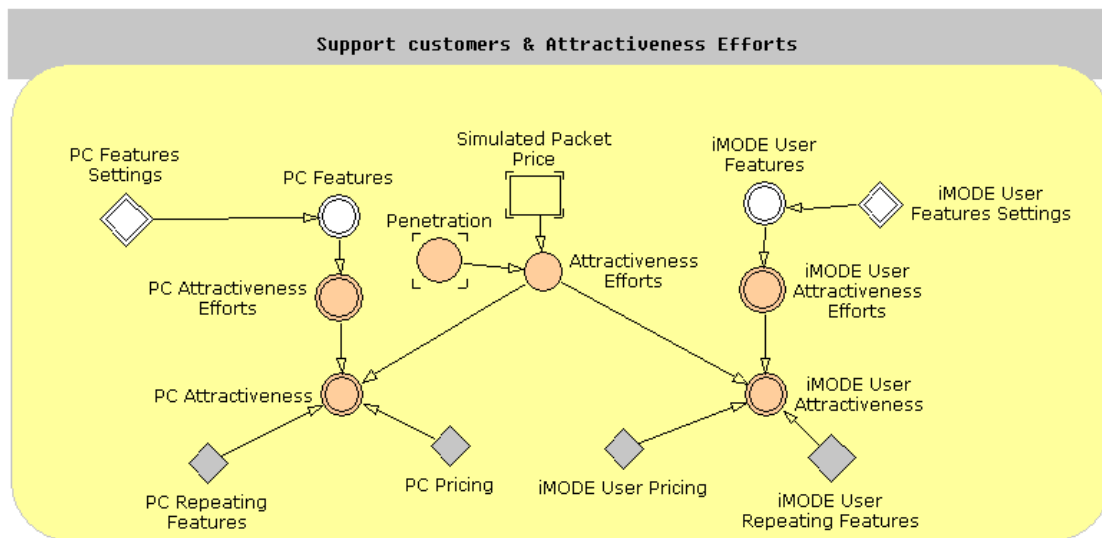 Support customers & Attractiveness Efforts
Simulated Packet
Price
iMODE User
Features
PC Features
Settings
PC Features
iMODE User
Features Settings
Penetration
Attractiveness
Efforts
iMODE User
Attractiveness
Efforts
PC Attractiveness
Efforts
PC Attractiveness
iMODE User
Attractiveness
PC Repeating
Features
PC Pricing
iMODE User Pricing
iMODE User
Repeating Features